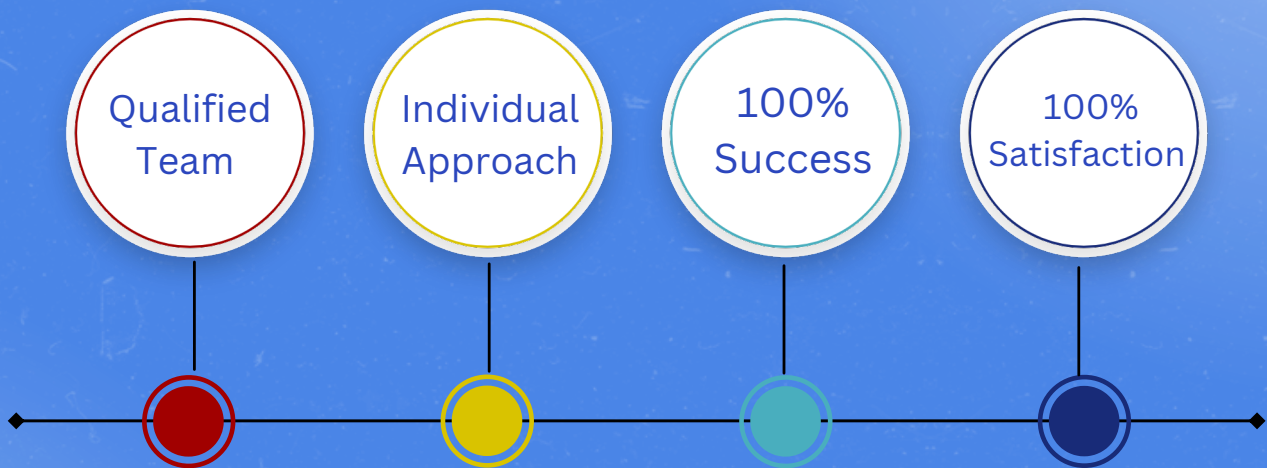 Qualified
Team
Individual
Approach
100%
Success
100%
Satisfaction